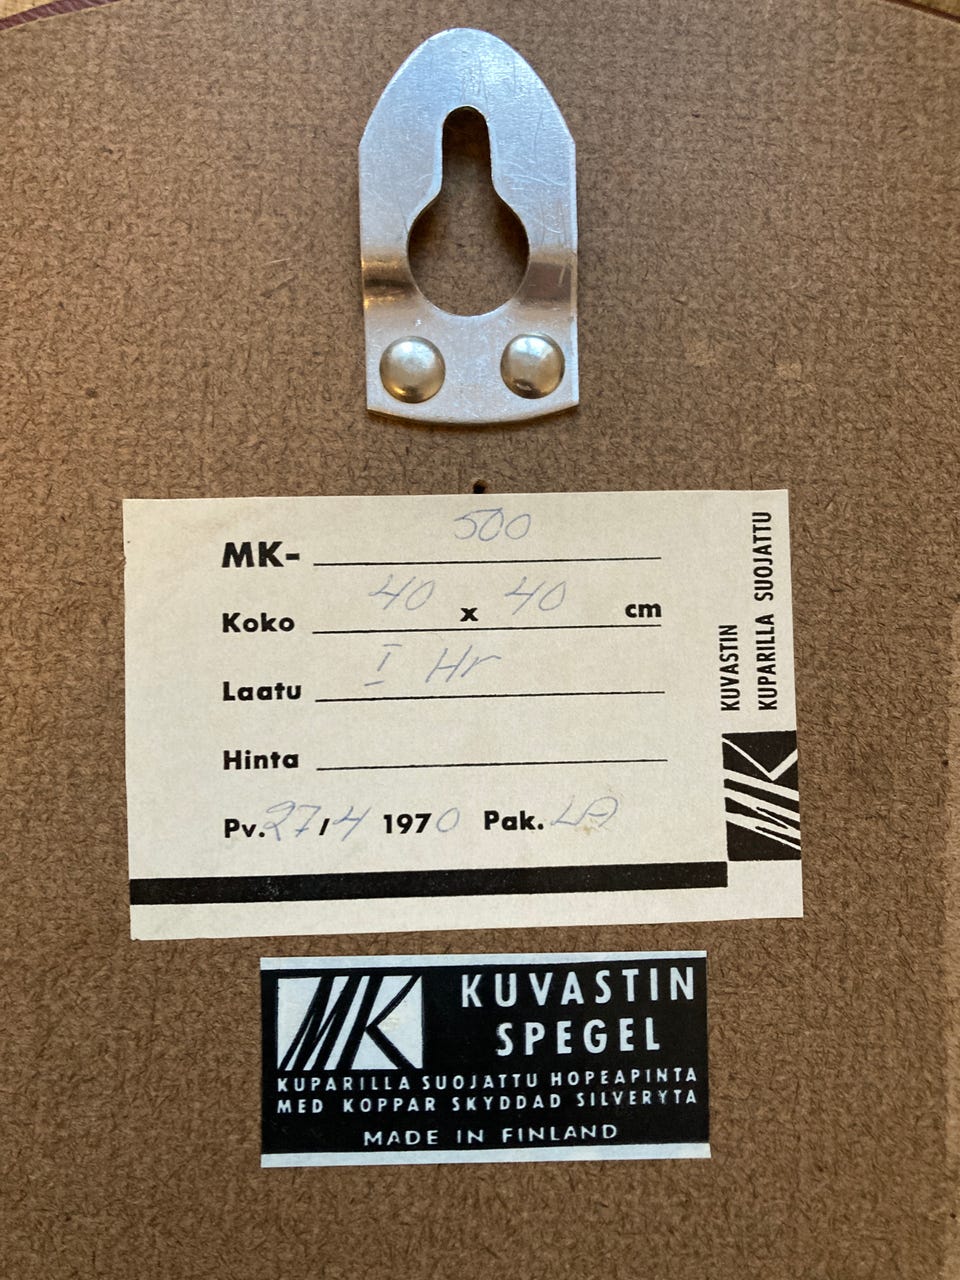 MK- 500
Koko 40 x 40 cm
Laatu I Hr
Hinta
Pv. 27/4 1970 Pak. LA
KUVASTIN
KUPARILLA SUOJATTU
MK
MK
KUVASTIN
SPEGEL
KUPARILLA SUOJATTU HOPEAPINTA
MED KOPPAR SKYDDAD SILVERYTA
MADE IN FINLAND